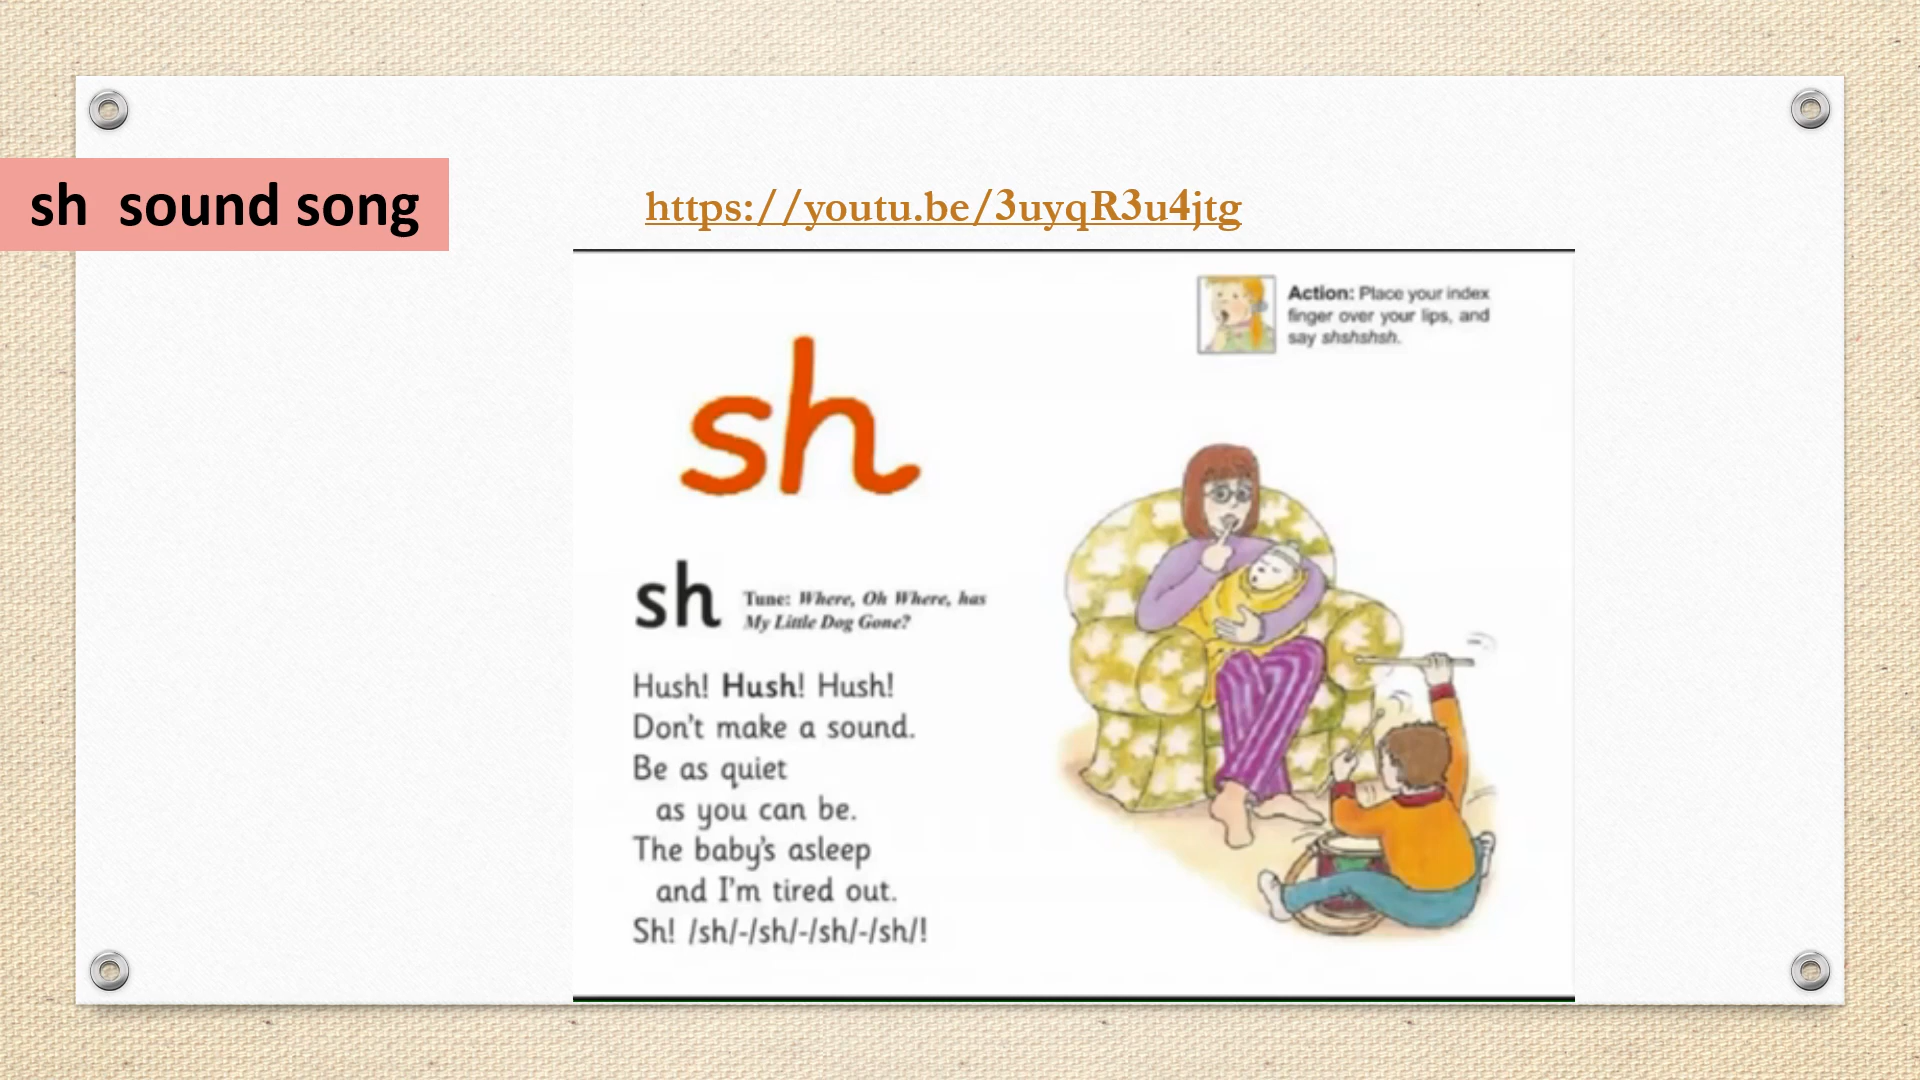 sh sound song
https://youtu.be/3uyqR3u4jtg
Action: Place your index
finger over your lips, and
say shshshsh.
sh
sh
Tune: Where, Oh Where, has
My Little Dog Gone?
Hush! Hush! Hush!
Don't make a sound.
Be as quiet
as you can be.
The baby's asleep
and I'm tired out.
Sh! /sh/-/sh/-/sh/-/sh/!